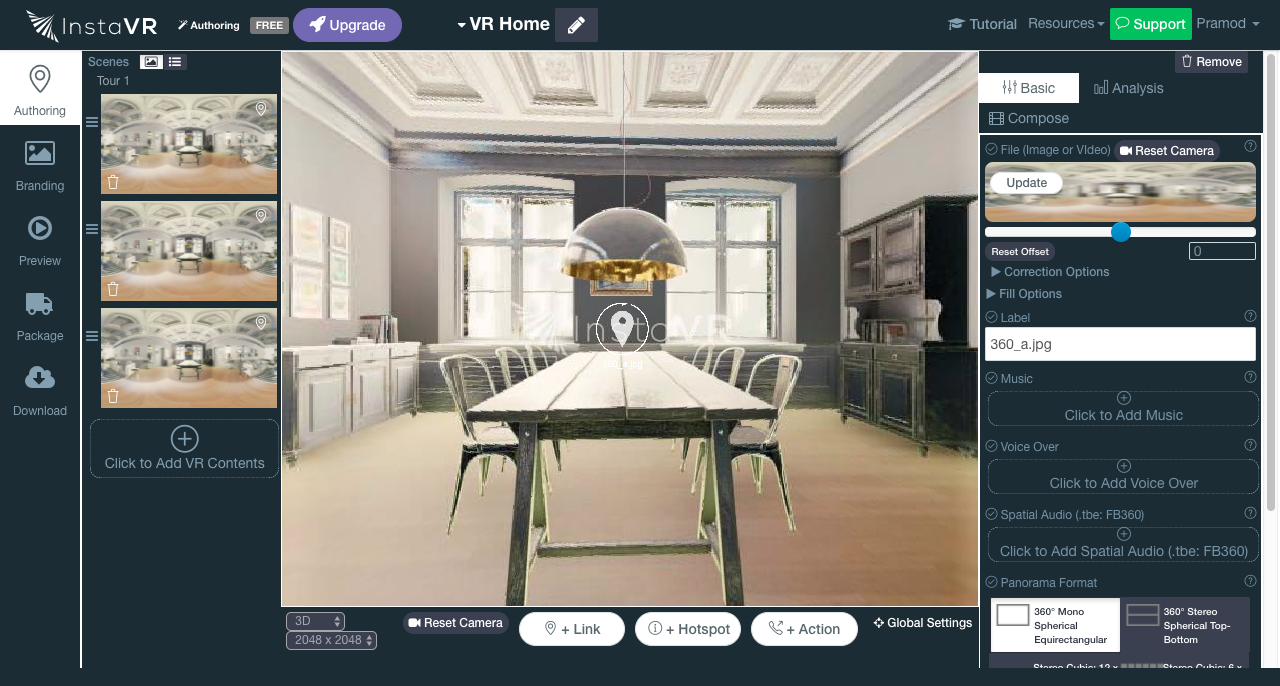 InstaVR
Authoring
FREE
Upgrade
VR Home
Tutorial
Resources
Support
Pramod
Authoring
Branding
Preview
Package
Download
Scenes
Tour 1
Click to Add VR Contents
InstaVR
360_a.jpg
3D
2048 x 2048
Reset Camera
+ Link
+ Hotspot
+ Action
Global Settings
Remove
Basic
Analysis
Compose
File (Image or VIdeo)
Reset Camera
Update
Reset Offset
0
Correction Options
Fill Options
Label
360_a.jpg
Music
Click to Add Music
Voice Over
Click to Add Voice Over
Spatial Audio (.tbe: FB360)
Click to Add Spatial Audio (.tbe: FB360)
Panorama Format
360° Mono
Spherical
Equirectangular
360° Stereo
Spherical Top-
Bottom
Stereo Cubic: 12 x
Stereo Cubic: 6 x